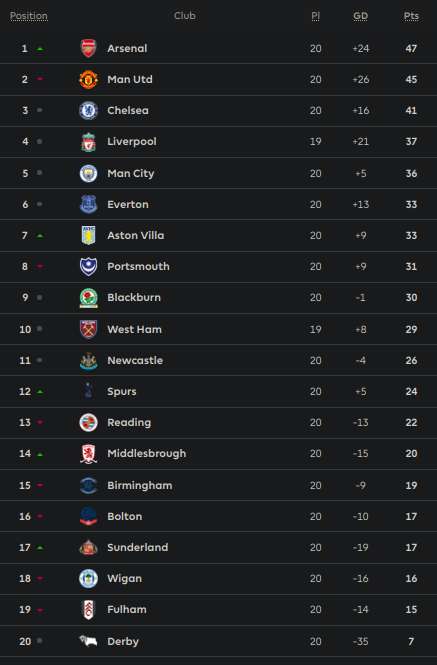 Position Club Pl GD Pts
1 Arsenal 20 +24 47
2 Man Utd 20 +26 45
3 Chelsea 20 +16 41
4 Liverpool 19 +21 37
5 Man City 20 +5 36
6 Everton 20 +13 33
7 Aston Villa 20 +9 33
8 Portsmouth 20 +9 31
9 Blackburn 20 -1 30
10 West Ham 19 +8 29
11 Newcastle 20 -4 26
12 Spurs 20 +5 24
13 Reading 20 -13 22
14 Middlesbrough 20 -15 20
15 Birmingham 20 -9 19
16 Bolton 20 -10 17
17 Sunderland 20 -19 17
18 Wigan 20 -16 16
19 Fulham 20 -14 15
20 Derby 20 -35 7